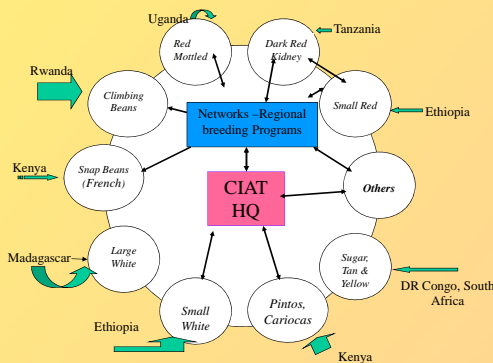 Uganda
Tanzania
Red
Mottled
Dark Red
Kidney
Rwanda
Climbing
Beans
Small Red
Networks –Regional
breeding Programs
Ethiopia
Kenya
Snap Beans
(French)
CIAT
HQ
Others
Madagascar
Large
White
Sugar,
Tan &
Yellow
DR Congo, South
Africa
Small
White
Pintos,
Cariocas
Ethiopia
Kenya